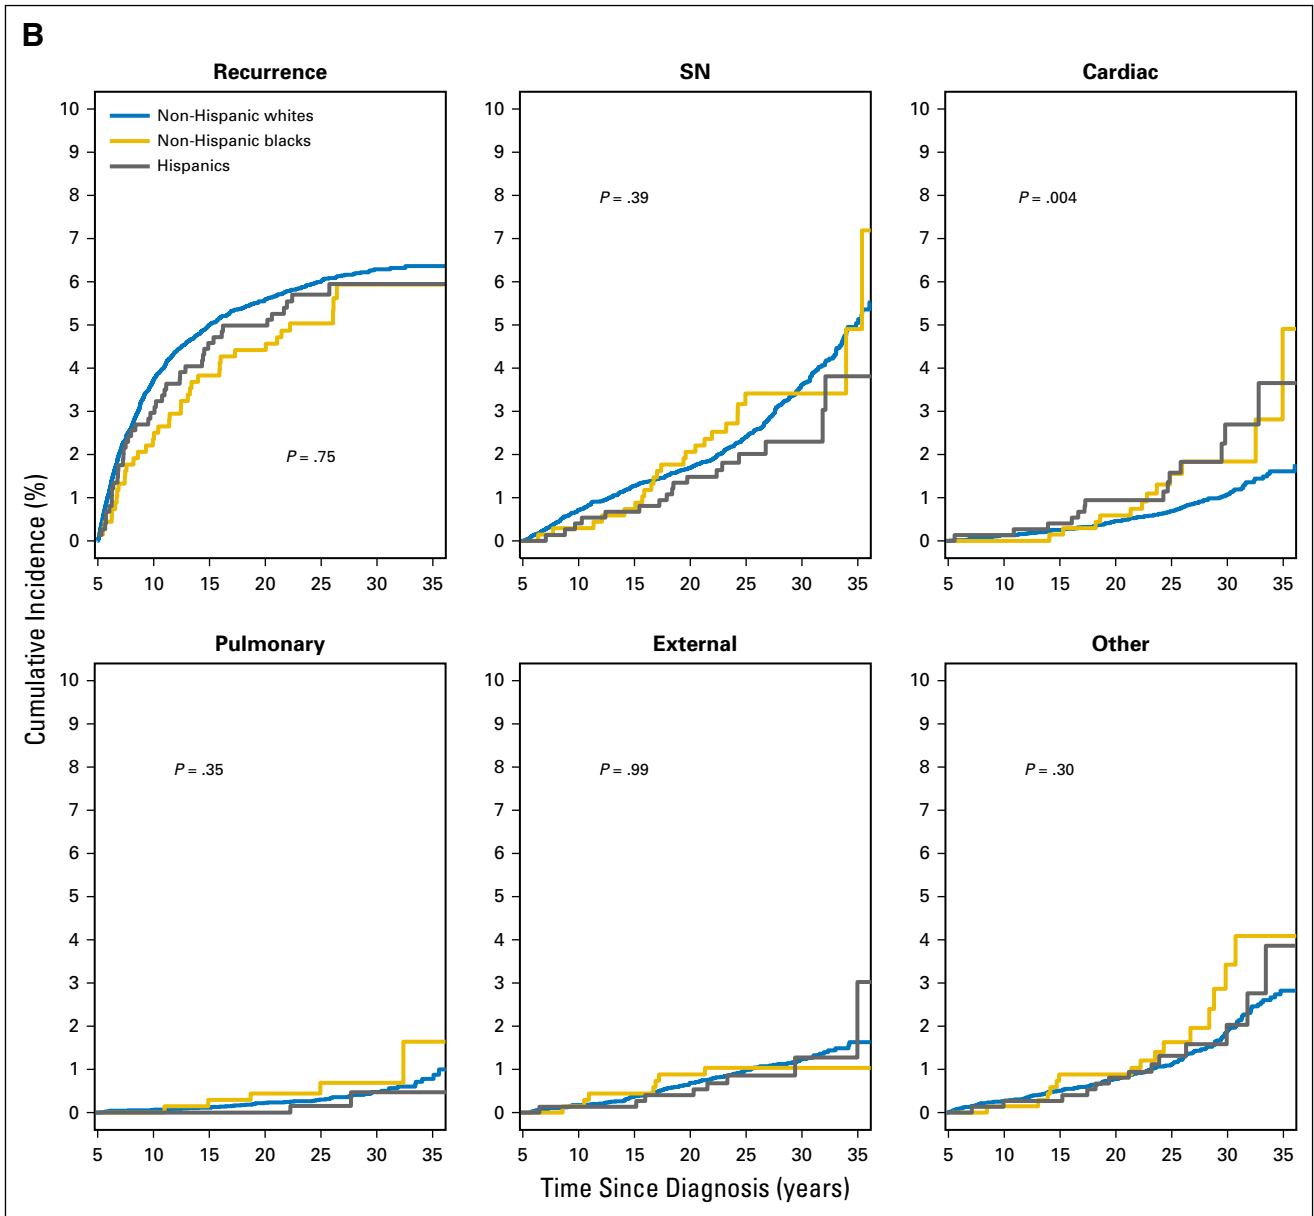 B
Recurrence
SN
Cardiac
10
9
8
7
6
5
4
3
2
1
0
Non-Hispanic whites
Non-Hispanic blacks
Hispanics
P = .75
5 10 15 20 25 30 35
10
9
8
7
6
5
4
3
2
1
0
P = .39
5 10 15 20 25 30 35
10
9
8
7
6
5
4
3
2
1
0
P = .004
5 10 15 20 25 30 35
Cumulative Incidence (%)
Pulmonary
External
Other
10
9
8
7
6
5
4
3
2
1
0
P = .35
5 10 15 20 25 30 35
10
9
8
7
6
5
4
3
2
1
0
P = .99
5 10 15 20 25 30 35
10
9
8
7
6
5
4
3
2
1
0
P = .30
5 10 15 20 25 30 35
Time Since Diagnosis (years)